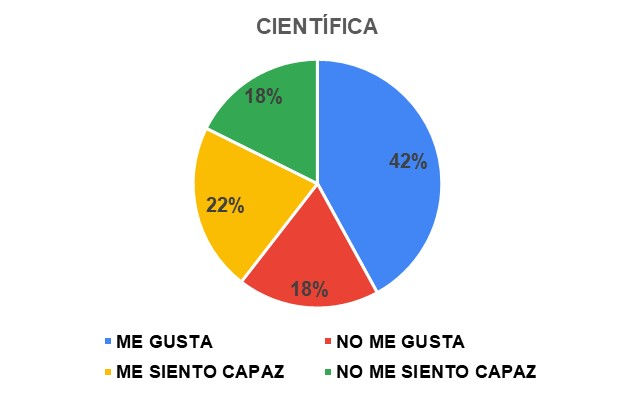 CIENTÍFICA
18%
42%
22%
18%
ME GUSTA
NO ME GUSTA
ME SIENTO CAPAZ
NO ME SIENTO CAPAZ